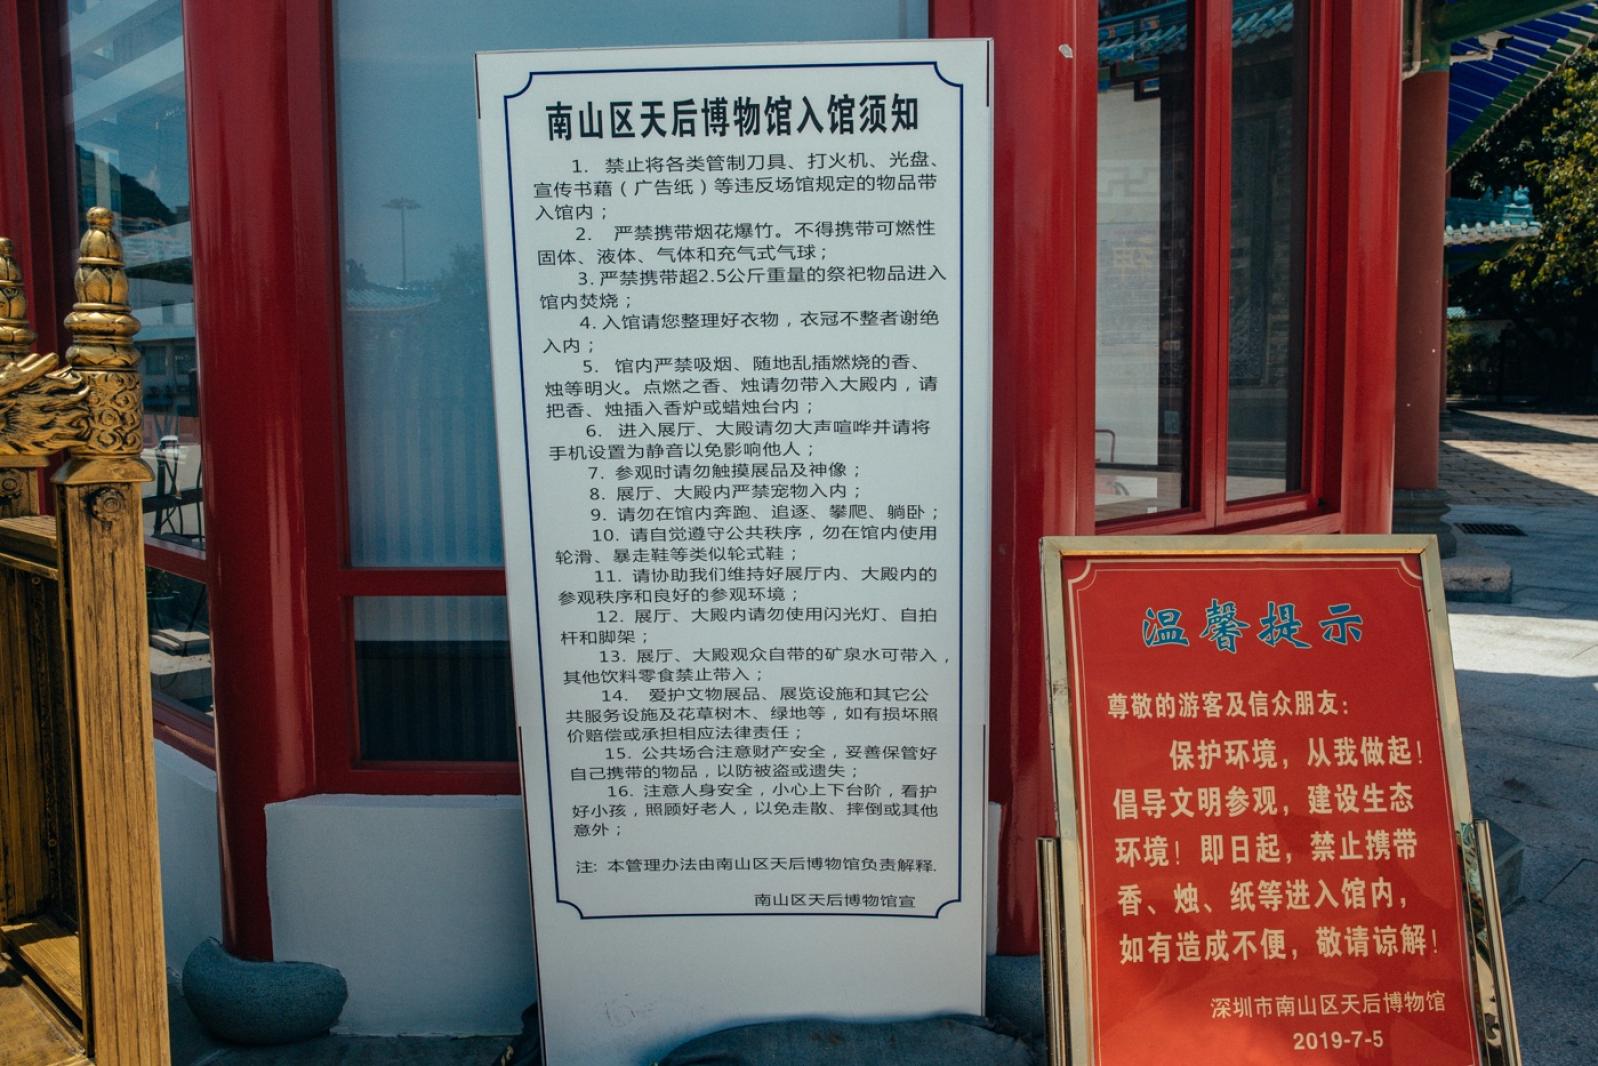 南山区天后博物馆入馆须知
1. 禁止将各类管制刀具、打火机、光盘、
宣传书藉（广告纸）等违反场馆规定的物品带
入馆内；
2. 严禁携带烟花爆竹。不得携带可燃性
固体、液体、气体和充气式气球；
3.严禁携带超2.5公斤重量的祭祀物品进入
馆内焚烧；
4.入馆请您整理好衣物，衣冠不整者谢绝
入内；
5. 馆内严禁吸烟、随地乱插燃烧的香、
烛等明火。点燃之香、烛请勿带入大殿内，请
把香、烛插入香炉或蜡烛台内；
6. 进入展厅、大殿请勿大声喧哗并请将
手机设置为静音以免影响他人；
7. 参观时请勿触摸展品及神像；
8. 展厅、大殿内严禁宠物入内；
9. 请勿在馆内奔跑、追逐、攀爬、躺卧；
10. 请自觉遵守公共秩序，勿在馆内使用
轮滑、暴走鞋等类似轮式鞋；
11. 请协助我们维持好展厅内、大殿内的
参观秩序和良好的参观环境；
12. 展厅、大殿内请勿使用闪光灯、自拍
杆和脚架；
13. 展厅、大殿观众自带的矿泉水可带入，
其他饮料零食禁止带入；
14. 爱护文物展品、展览设施和其它公
共服务设施及花草树木、绿地等，如有损坏照
价赔偿或承担相应法律责任；
15. 公共场合注意财产安全，妥善保管好
自己携带的物品，以防被盗或遗失；
16. 注意人身安全，小心上下台阶，看护
好小孩，照顾好老人，以免走散、摔倒或其他
意外；
注: 本管理办法由南山区天后博物馆负责解释.
南山区天后博物馆宣
温馨提示
尊敬的游客及信众朋友：
保护环境，从我做起！
倡导文明参观，建设生态
环境！即日起，禁止携带
香、烛、纸等进入馆内，
如有造成不便，敬请谅解！
深圳市南山区天后博物馆
2019-7-5